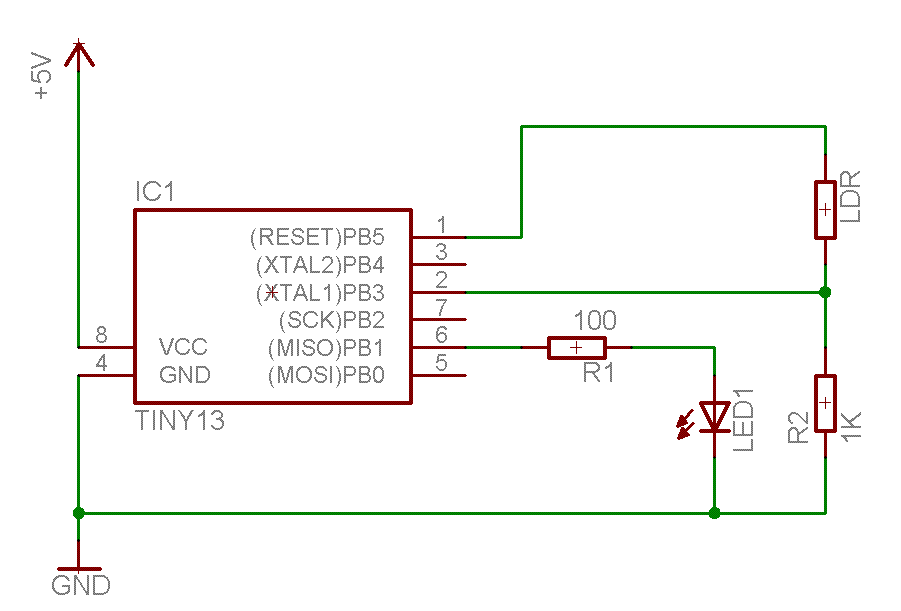 +5V
IC1
(RESET)PB5 1
(XTAL2)PB4 3
(XTAL1)PB3 2
(SCK)PB2 7
8 VCC (MISO)PB1 6
4 GND (MOSI)PB0 5
TINY13
LDR
100
R1
LED1
R2
1K
GND